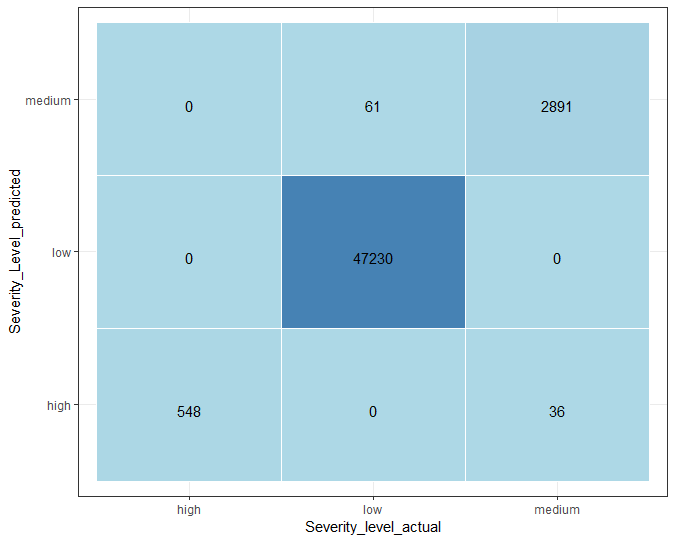 Severity_Level_predicted
medium
0
61
2891
low
0
47230
0
high
548
0
36
high
low
medium
Severity_level_actual